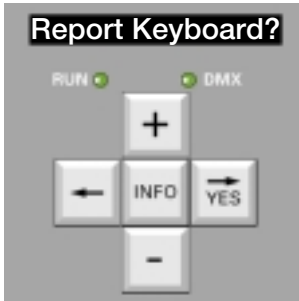 Report Keyboard?
RUN DMX
+
← INFO → YES
-